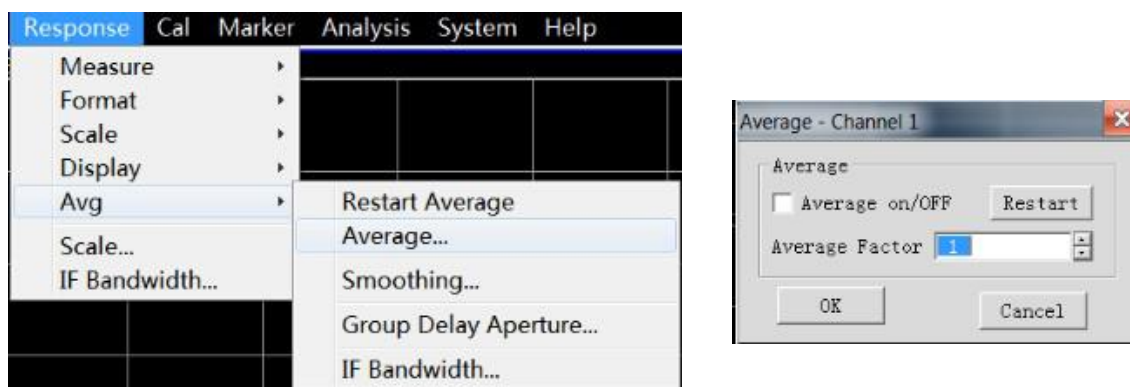 Response Cal Marker Analysis System Help
Measure
Format
Scale
Display
Avg
Scale...
IF Bandwidth...
Restart Average
Average...
Smoothing...
Group Delay Aperture...
IF Bandwidth...
Average - Channel 1
Average
Average on/OFF Restart
Average Factor 1
OK Cancel